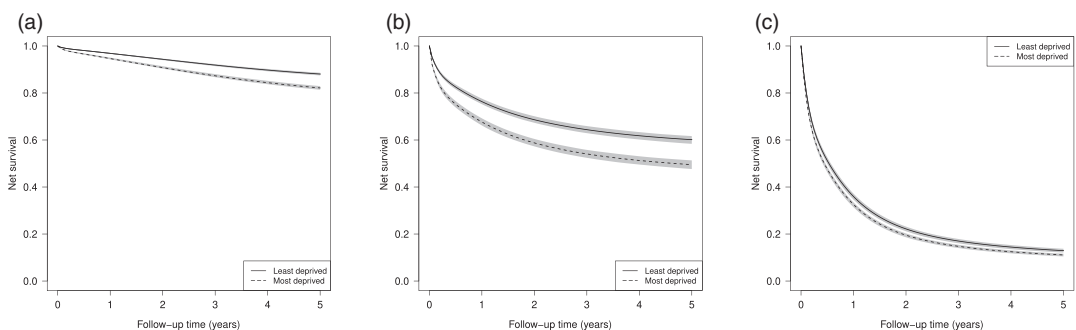 (a)
1.0
0.8
0.6
0.4
0.2
0.0
Net survival
0 1 2 3 4 5
Follow−up time (years)
Least deprived
Most deprived
(b)
1.0
0.8
0.6
0.4
0.2
0.0
Net survival
0 1 2 3 4 5
Follow−up time (years)
Least deprived
Most deprived
(c)
1.0
0.8
0.6
0.4
0.2
0.0
Net survival
0 1 2 3 4 5
Follow−up time (years)
Least deprived
Most deprived